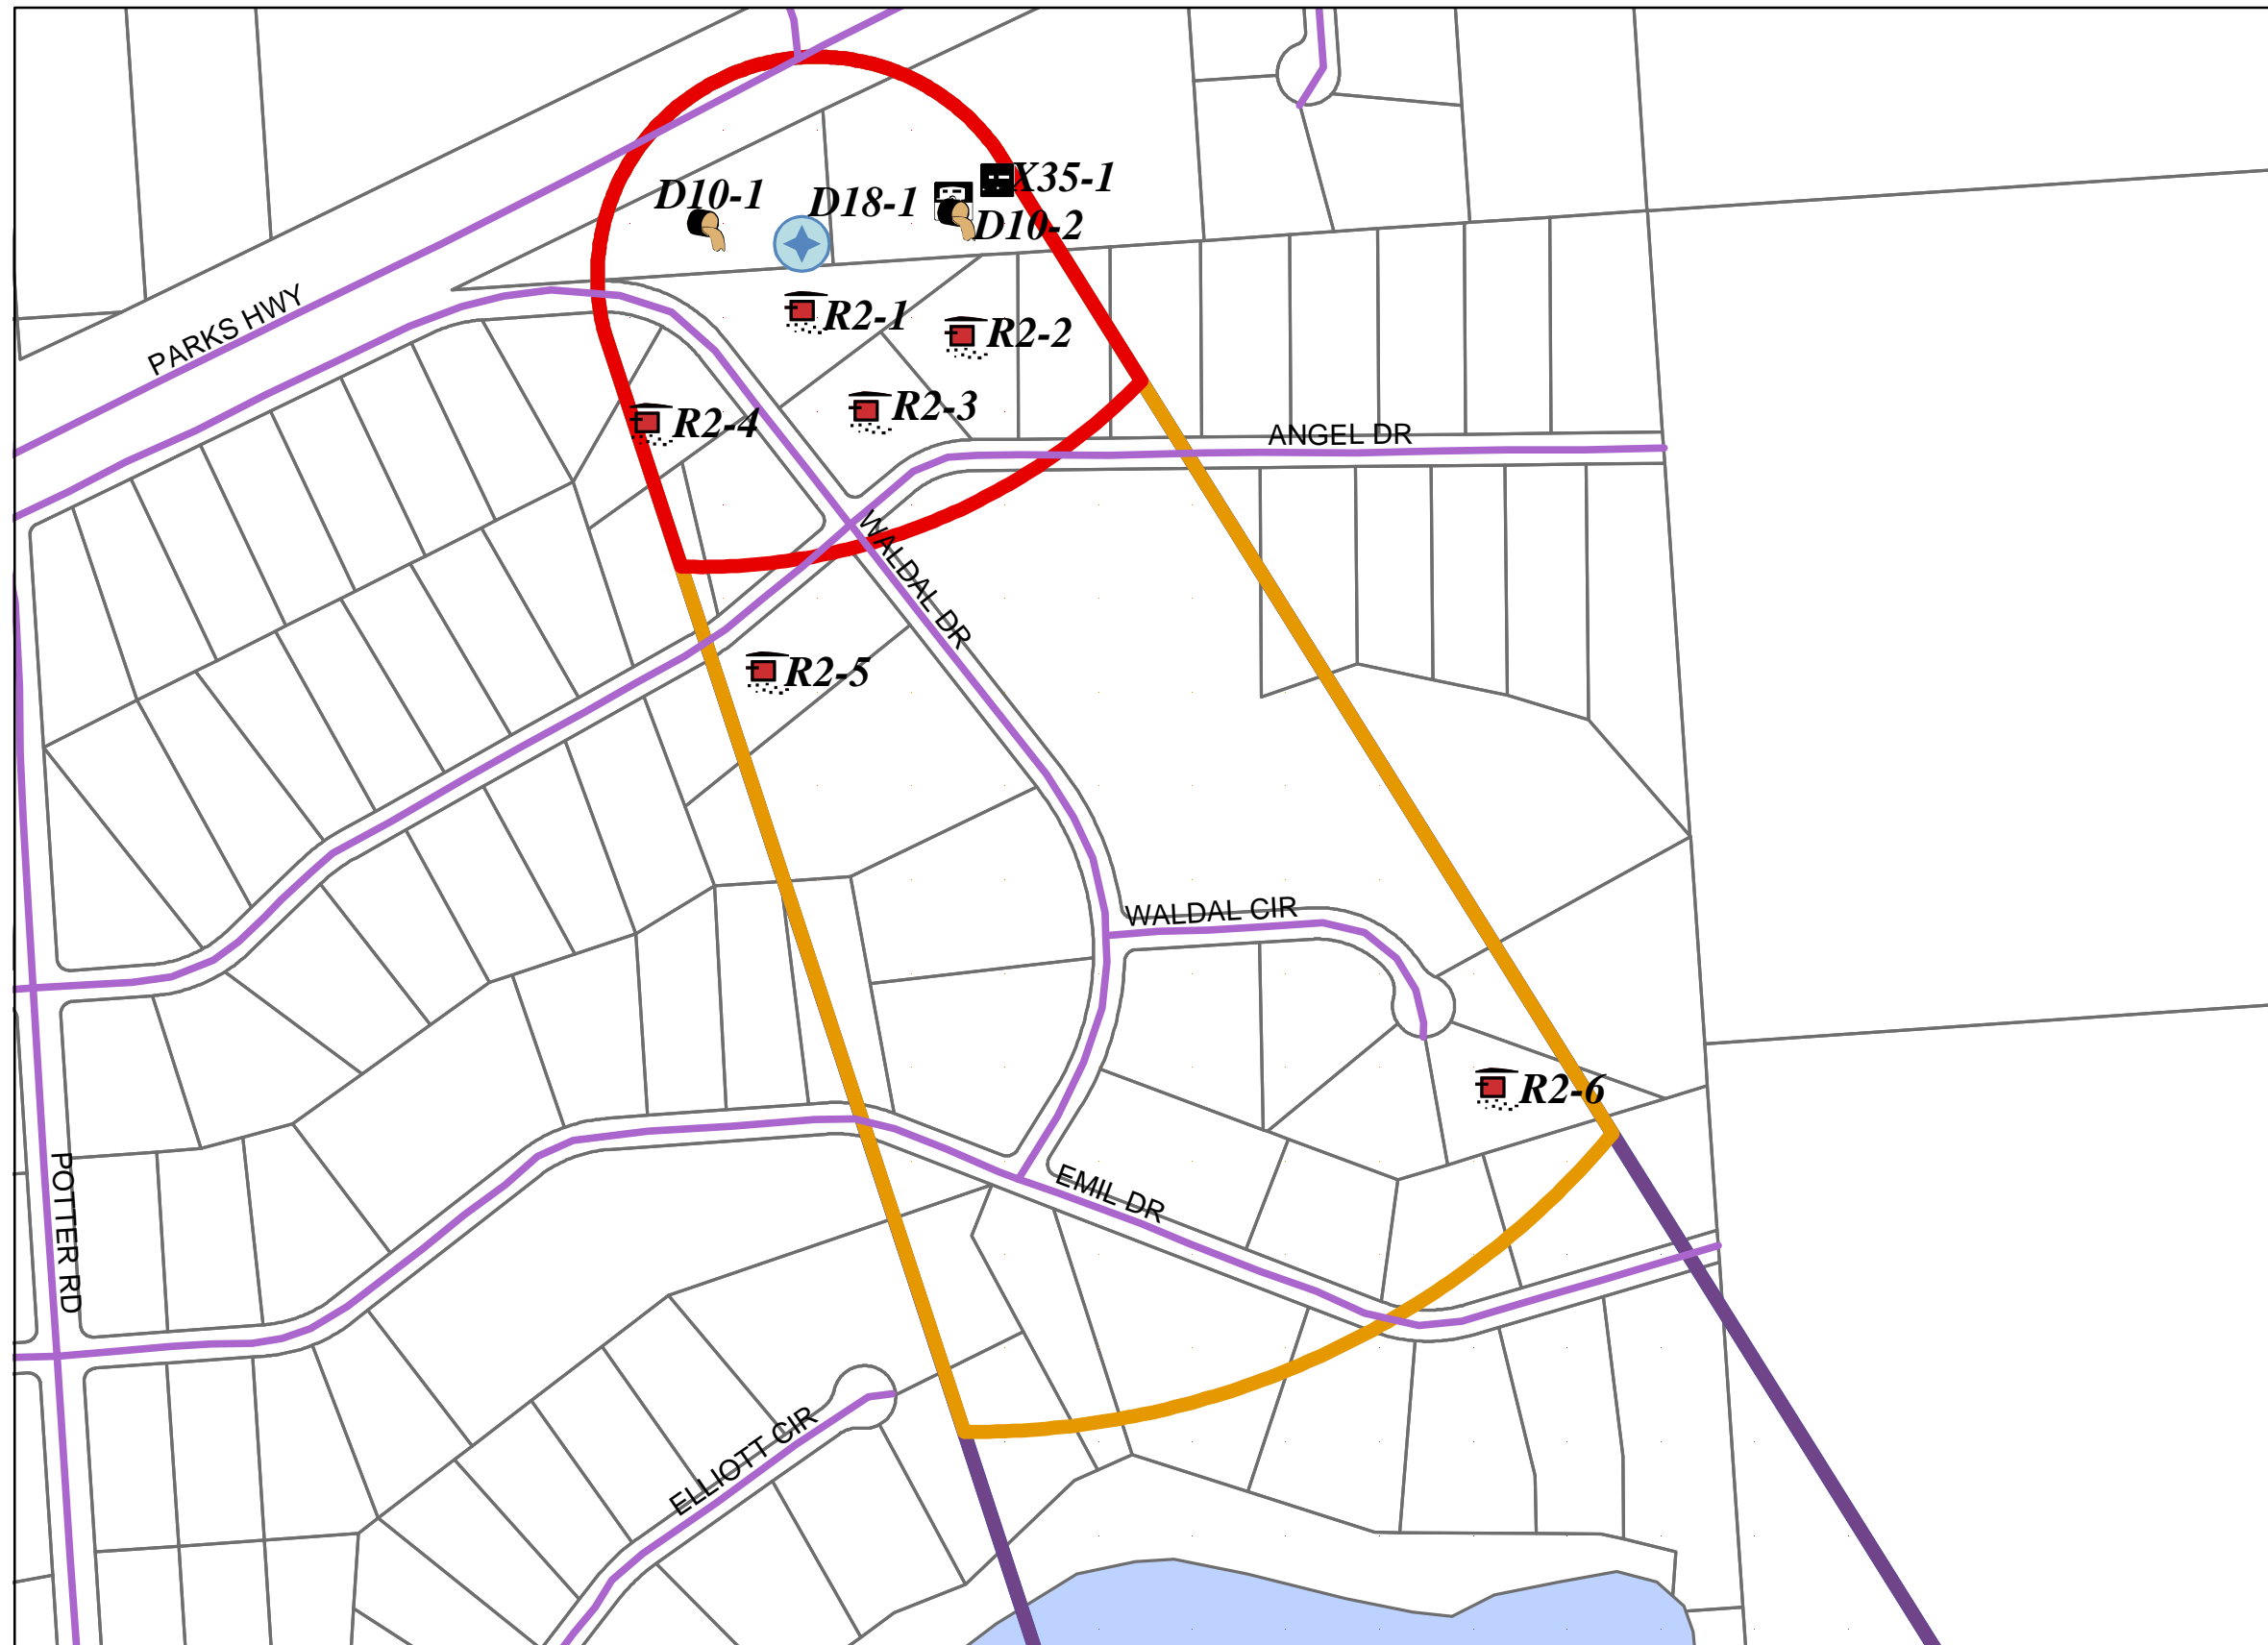 X35-1
D10-1
D18-1
D10-2
PARKS HWY
R2-1
R2-2
R2-3
R2-4
ANGEL DR
WALDAL DR
R2-5
WALDAL CIR
R2-6
EMIL DR
POTTER RD
ELLIOTT CIR